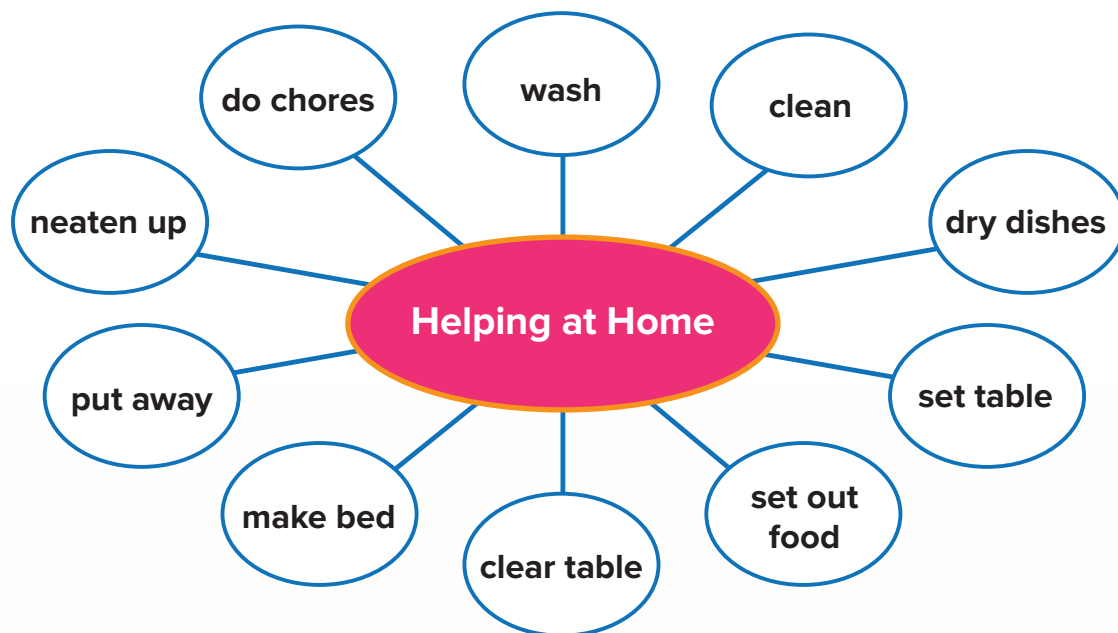 do chores
wash
clean
neaten up
dry dishes
Helping at Home
put away
set table
make bed
clear table
set out
food